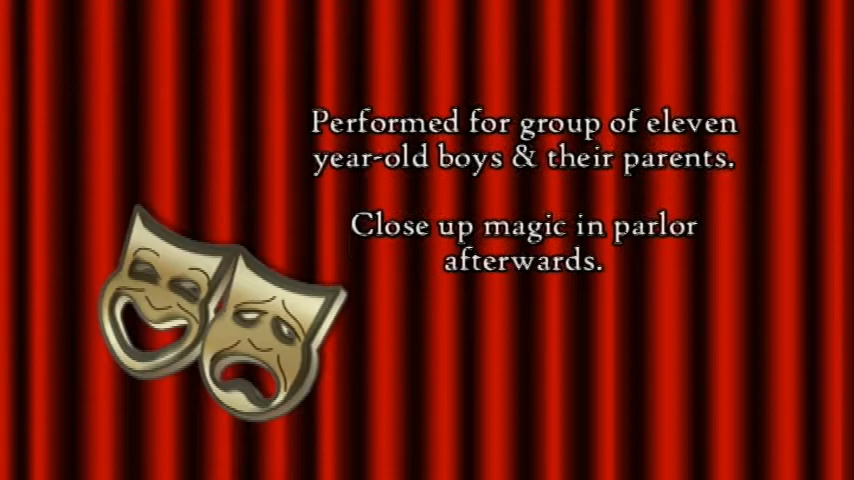 Performed for group of eleven
year-old boys & their parents.
Close up magic in parlor
afterwards.